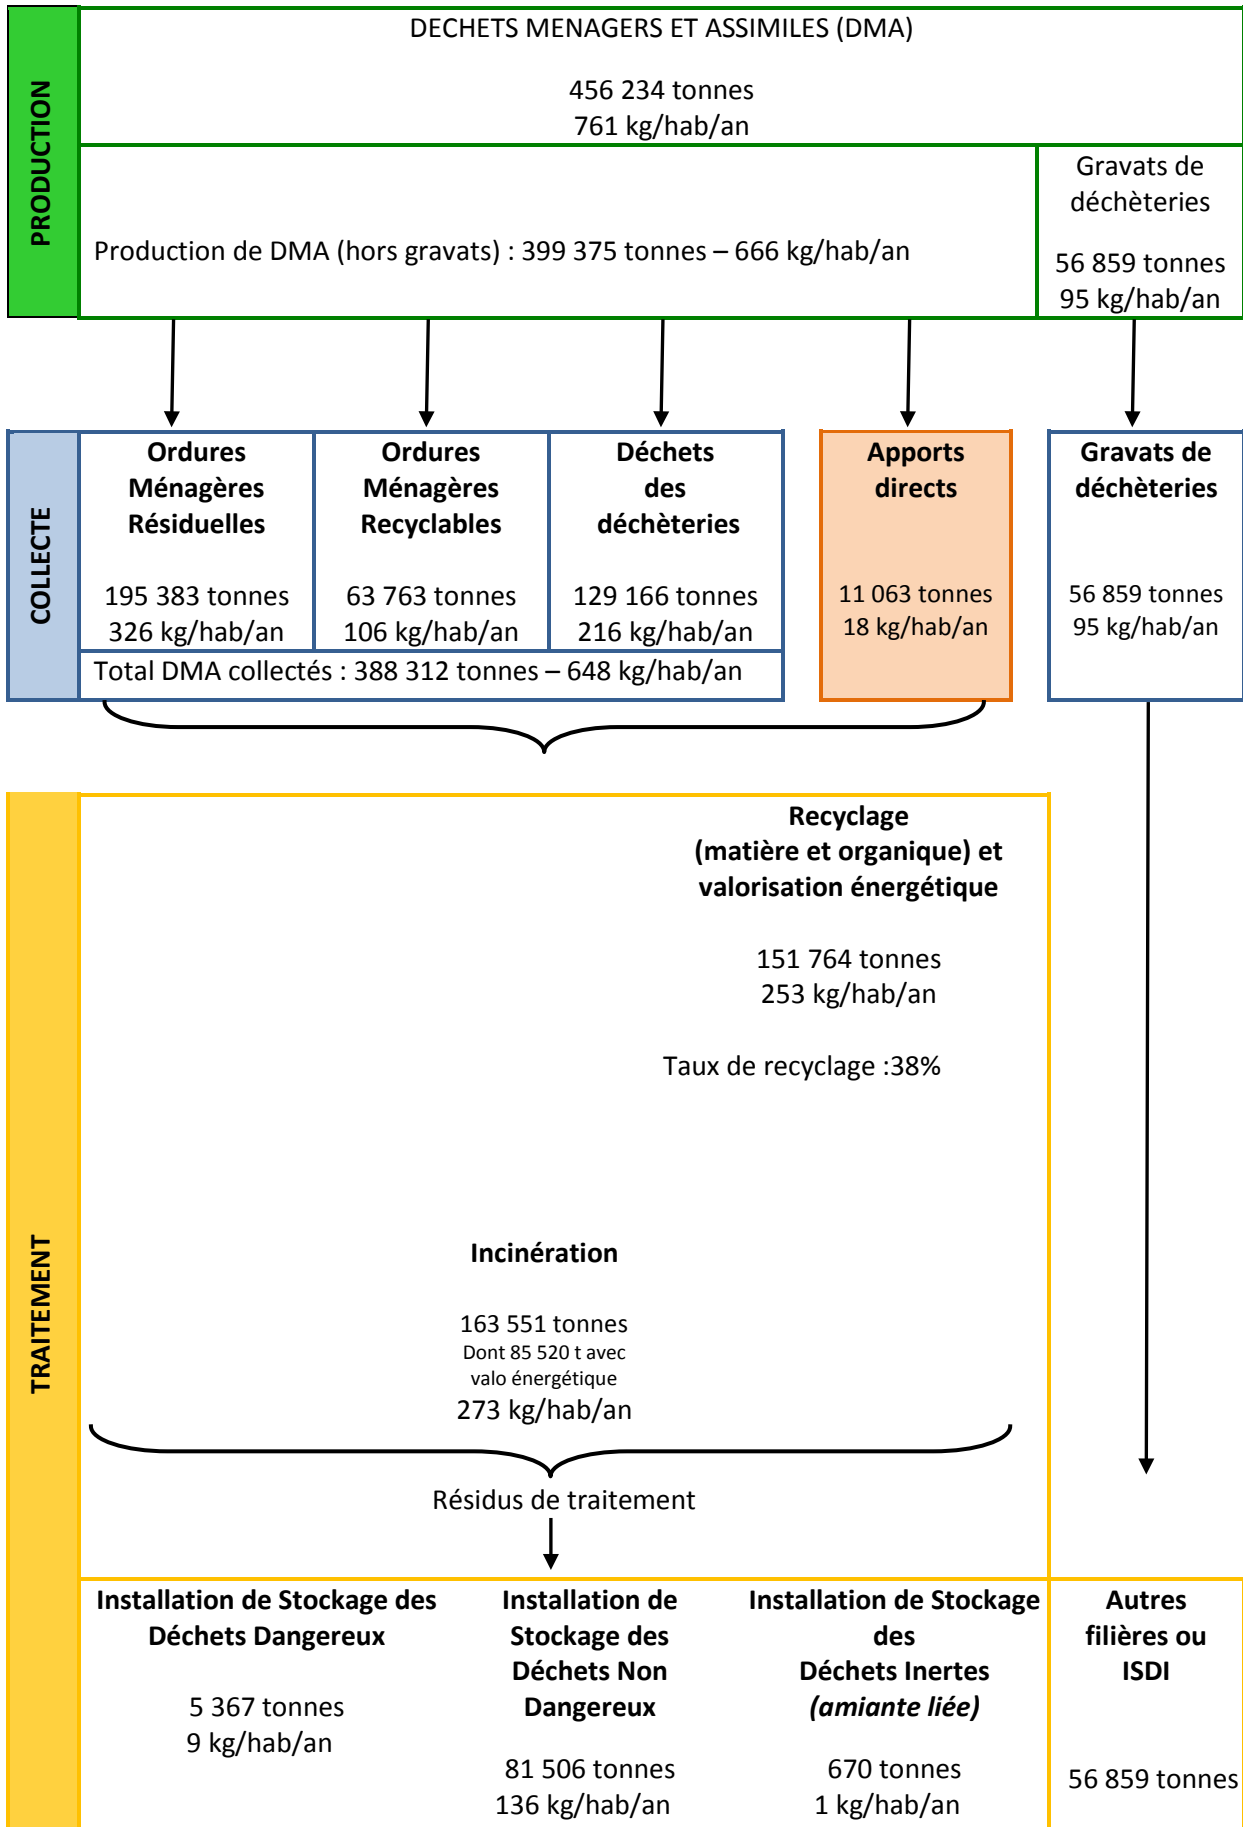 PRODUCTION
DECHETS MENAGERS ET ASSIMILES (DMA)
456 234 tonnes
761 kg/hab/an
Production de DMA (hors gravats) : 399 375 tonnes – 666 kg/hab/an
Gravats de
déchèteries
56 859 tonnes
95 kg/hab/an
COLLECTE
Ordures
Ménagères
Résiduelles
195 383 tonnes
326 kg/hab/an
Ordures
Ménagères
Recyclables
63 763 tonnes
106 kg/hab/an
Déchets
des
déchèteries
129 166 tonnes
216 kg/hab/an
Total DMA collectés : 388 312 tonnes – 648 kg/hab/an
Apports
directs
11 063 tonnes
18 kg/hab/an
Gravats de
déchèteries
56 859 tonnes
95 kg/hab/an
TRAITEMENT
Recyclage
(matière et organique) et
valorisation énergétique
151 764 tonnes
253 kg/hab/an
Taux de recyclage :38%
Incinération
163 551 tonnes
Dont 85 520 t avec
valo énergétique
273 kg/hab/an
Résidus de traitement
Installation de Stockage des
Déchets Dangereux
5 367 tonnes
9 kg/hab/an
Installation de
Stockage des
Déchets Non
Dangereux
81 506 tonnes
136 kg/hab/an
Installation de Stockage
des
Déchets Inertes
(amiante liée)
670 tonnes
1 kg/hab/an
Autres
filières ou
ISDI
56 859 tonnes